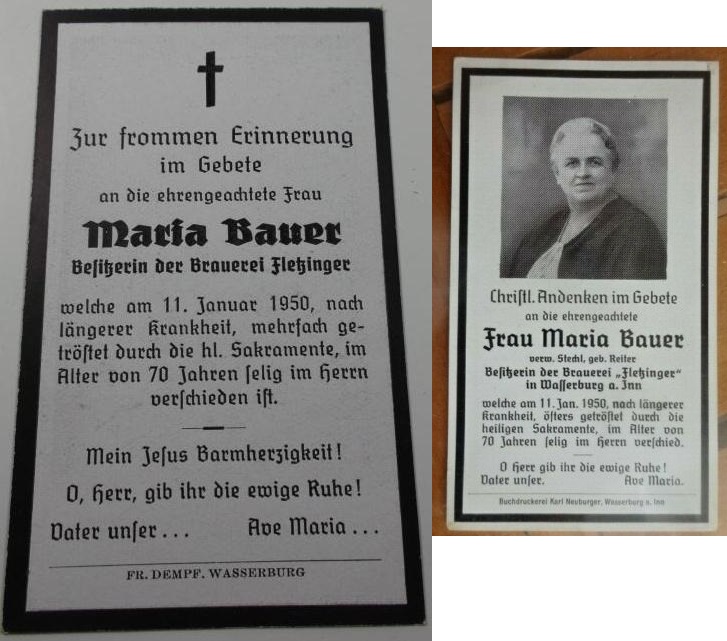 Zur frommen Erinnerung
im Gebete
an die ehrengeachtete Frau
Maria Bauer
Besitzerin der Brauerei Fletzinger
welche am 11. Januar 1950, nach
längerer Krankheit, mehrfach ge-
tröstet durch die hl. Sakramente, im
Alter von 70 Jahren selig im Herrn
verschieden ist.
Mein Jesus Barmherzigkeit!
O, Herr, gib ihr die ewige Ruhe!
Vater unser... Ave Maria...
FR. DEMPF. WASSERBURG
Christl. Andenken im Gebete
an die ehrengeachtete
Frau Maria Bauer
verw. Stechl, geb. Reiter
Besitzerin der Brauerei „Fletzinger"
in Wasserburg a. Inn
welche am 11. Jan. 1950, nach längerer
Krankheit, öfters getröstet durch die
heiligen Sakramente, im Alter von
70 Jahren selig im Herrn verschied.
O Herr gib ihr die ewige Ruhe!
Vater unser. Ave Maria.
Buchdruckerei Karl Neuburger, Wasserburg a. Inn